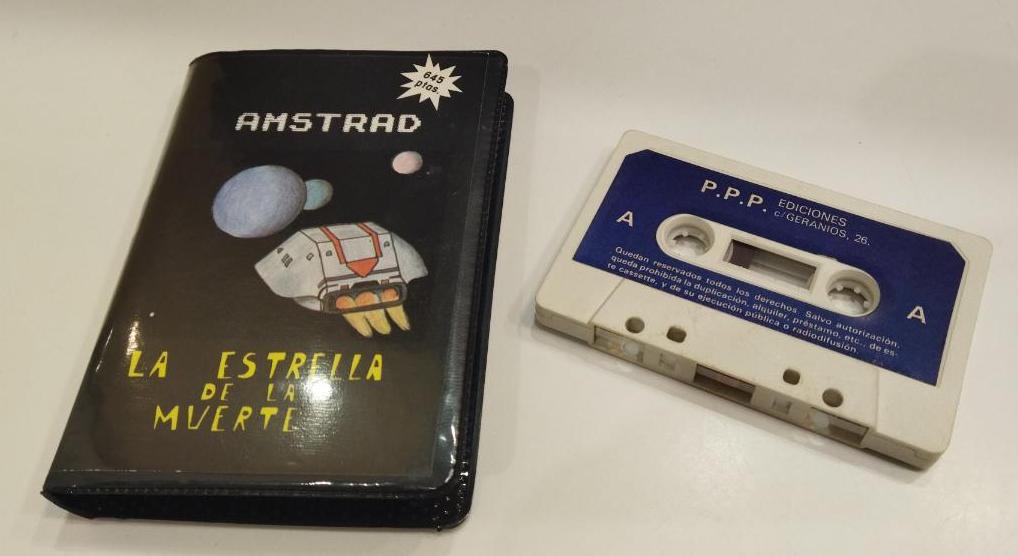 645
ptas.
AMSTRAD
LA ESTRELLA
DE LA
MUERTE
P.P.P. EDICIONES
c/GERANIOS, 26.
A
A
Quedan reservados todos los derechos. Salvo autorización,
queda prohibida la duplicación, alquiler, préstamo, etc., de es-
te cassette, y de su ejecución pública o radiodifusión.